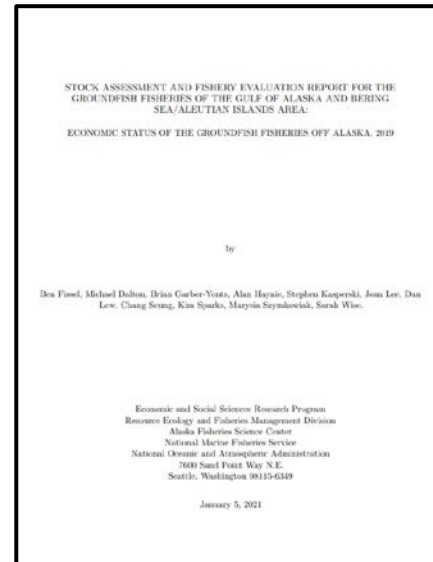 STOCK ASSESSMENT AND FISHERY EVALUATION REPORT FOR THE
GROUNDFISH FISHERIES OF THE GULF OF ALASKA AND BERING
SEA/ALEUTIAN ISLANDS AREA:
ECONOMIC STATUS OF THE GROUNDFISH FISHERIES OFF ALASKA, 2019
by
Ben Fissel, Michael Dalton, Brian Garber-Yonts, Alan Haynie, Stephen Kasperski, Jean Lee, Dan
Lew, Chang Seung, Kim Sparks, Marysia Szymkowiak, Sarah Wise.
Economic and Social Sciences Research Program
Resource Ecology and Fisheries Management Division
Alaska Fisheries Science Center
National Marine Fisheries Service
National Oceanic and Atmospheric Administration
7600 Sand Point Way N.E.
Seattle, Washington 98115-6349
January 5, 2021